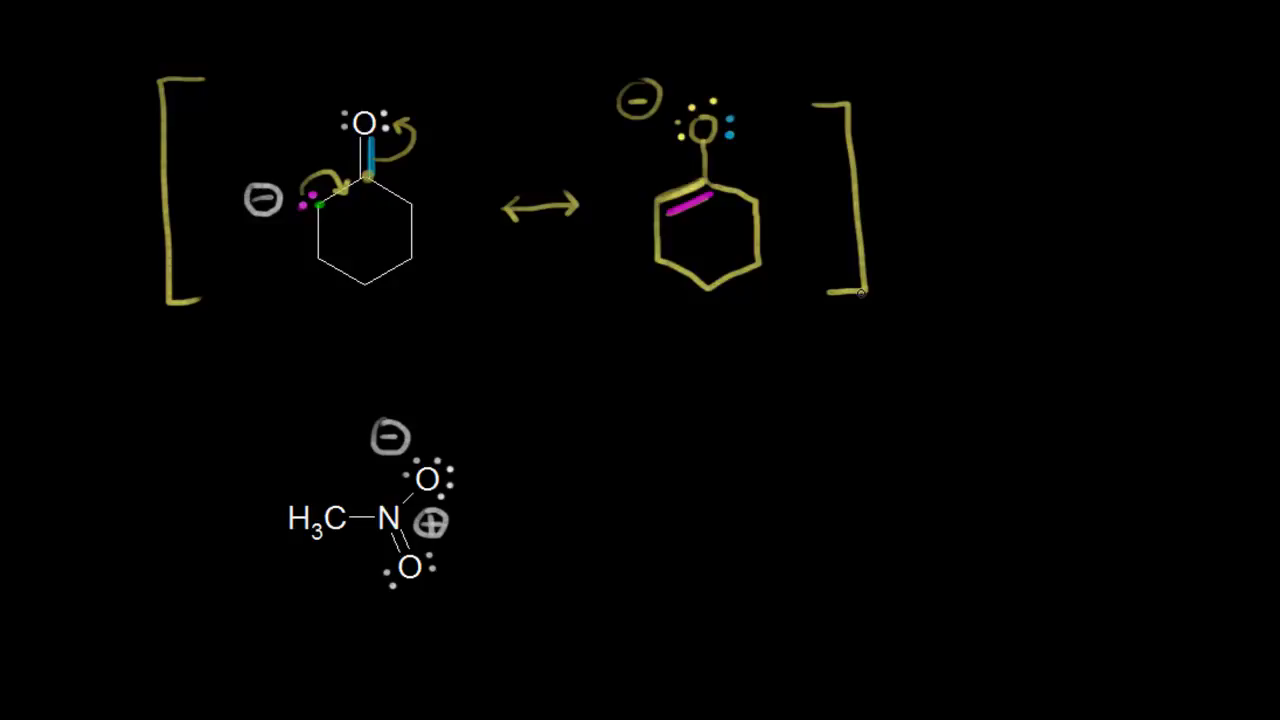 O O
− −
− O
H3C N +
O